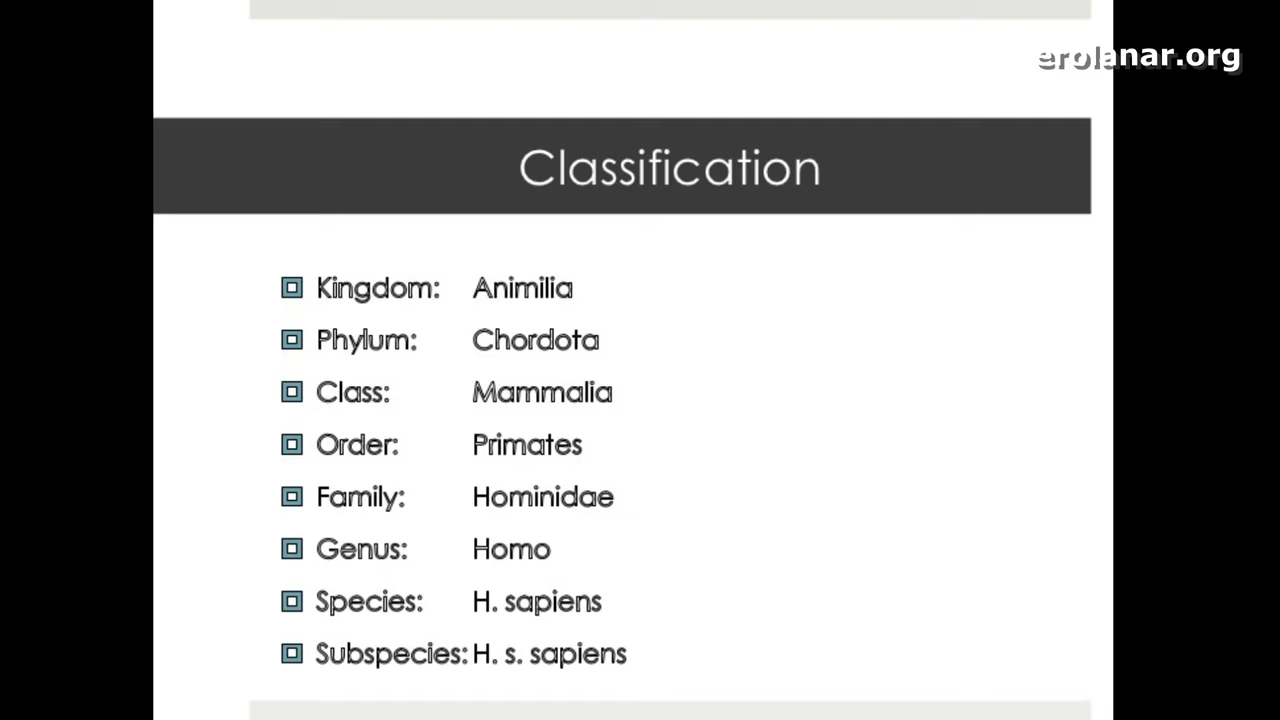 erolanar.org
Classification
Kingdom: Animilia
Phylum: Chordota
Class: Mammalia
Order: Primates
Family: Hominidae
Genus: Homo
Species: H. sapiens
Subspecies: H. s. sapiens